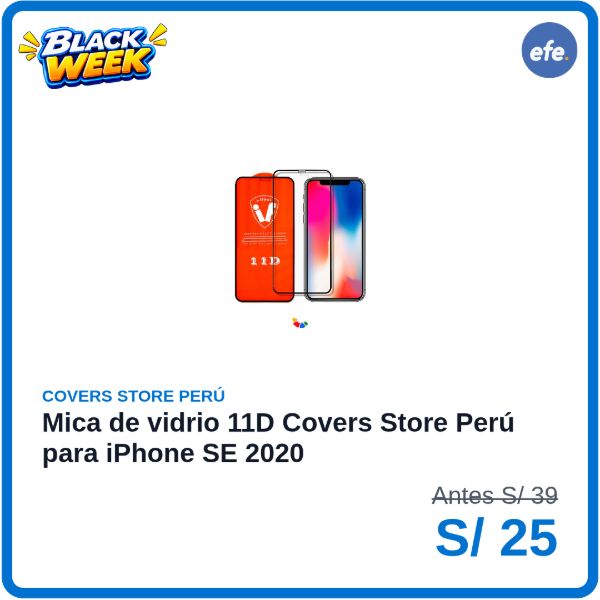 BLACK
WEEK
efe.
11D
COVERS STORE PERÚ
Mica de vidrio 11D Covers Store Perú
para iPhone SE 2020
Antes S/ 39
S/ 25